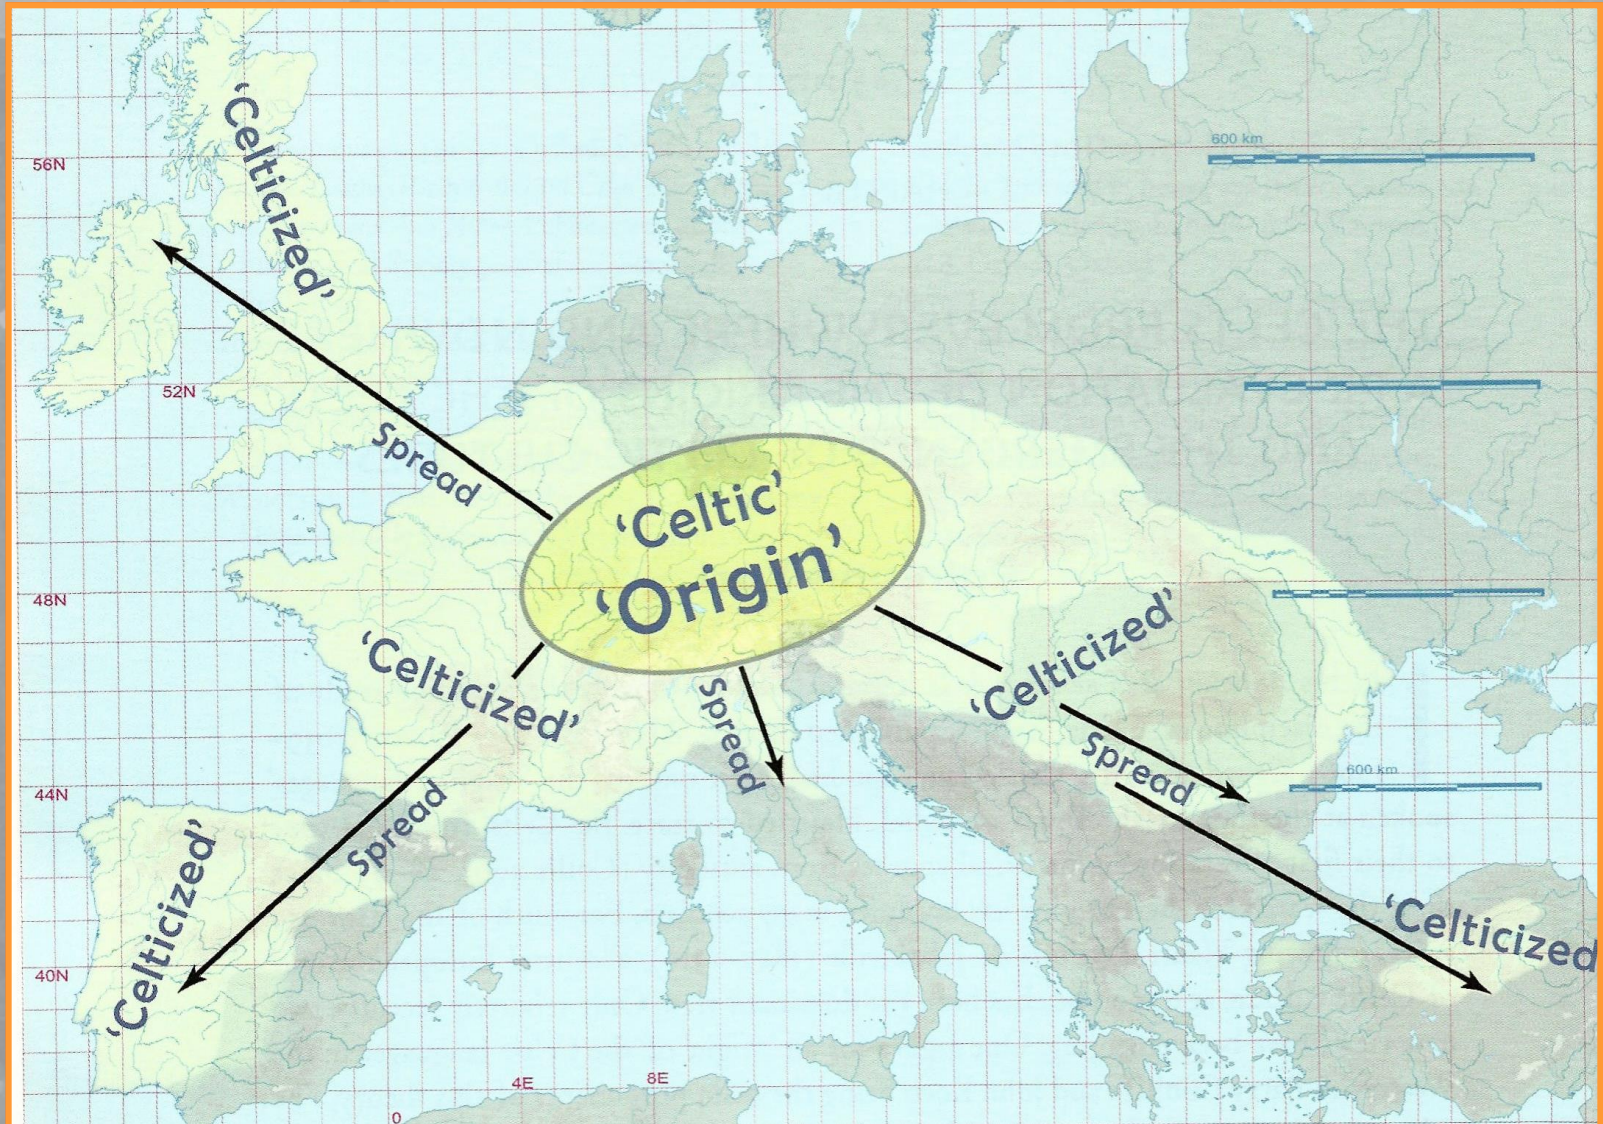 ‘Celticized’
600 km
56N
52N
Spread
‘Celtic’
‘Origin’
48N
‘Celticized’
‘Celticized’
Spread
Spread
600 km
44N
Spread
‘Celticized’
‘Celticized
40N
4E
8E
0